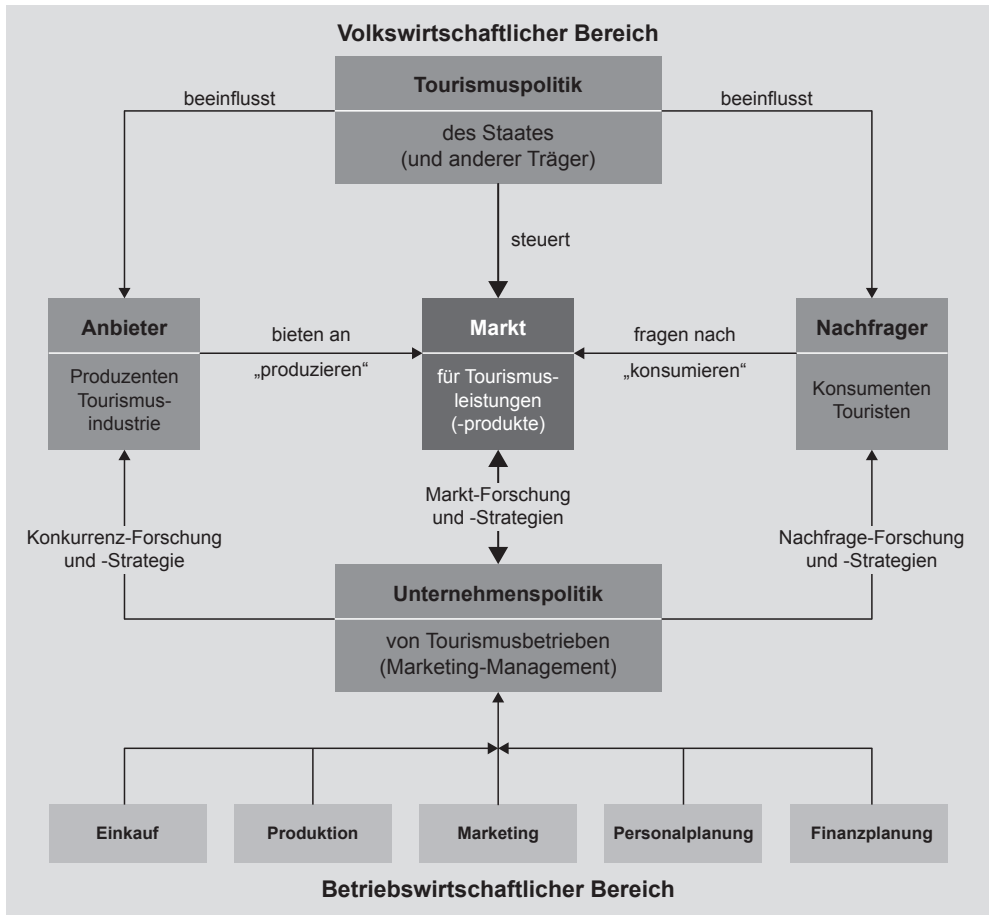 Volkswirtschaftlicher Bereich
Tourismuspolitik
des Staates
(und anderer Träger)
beeinflusst
beeinflusst
steuert
Anbieter
Produzenten
Tourismus-
industrie
bieten an
„produzieren“
Markt
für Tourismus-
leistungen
(-produkte)
fragen nach
„konsumieren“
Nachfrager
Konsumenten
Touristen
Konkurrenz-Forschung
und -Strategie
Markt-Forschung
und -Strategien
Nachfrage-Forschung
und -Strategien
Unternehmenspolitik
von Tourismusbetrieben
(Marketing-Management)
Einkauf
Produktion
Marketing
Personalplanung
Finanzplanung
Betriebswirtschaftlicher Bereich